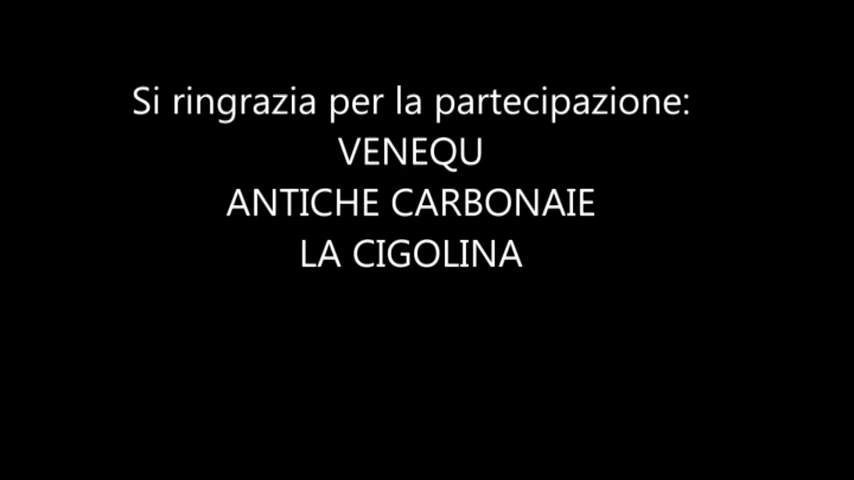 Si ringrazia per la partecipazione:
VENEQU
ANTICHE CARBONAIE
LA CIGOLINA